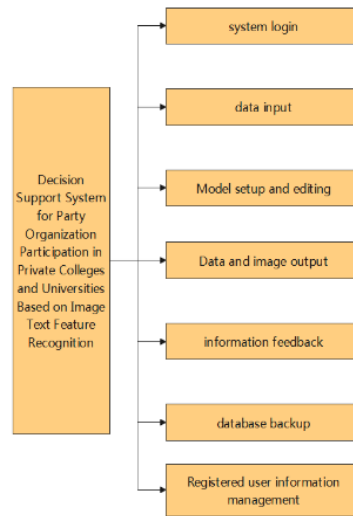 Decision
Support System
for Party
Organization
Participation in
Private Colleges
and Universities
Based on Image
Text Feature
Recognition
system login
data input
Model setup and editing
Data and image output
information feedback
database backup
Registered user information
management